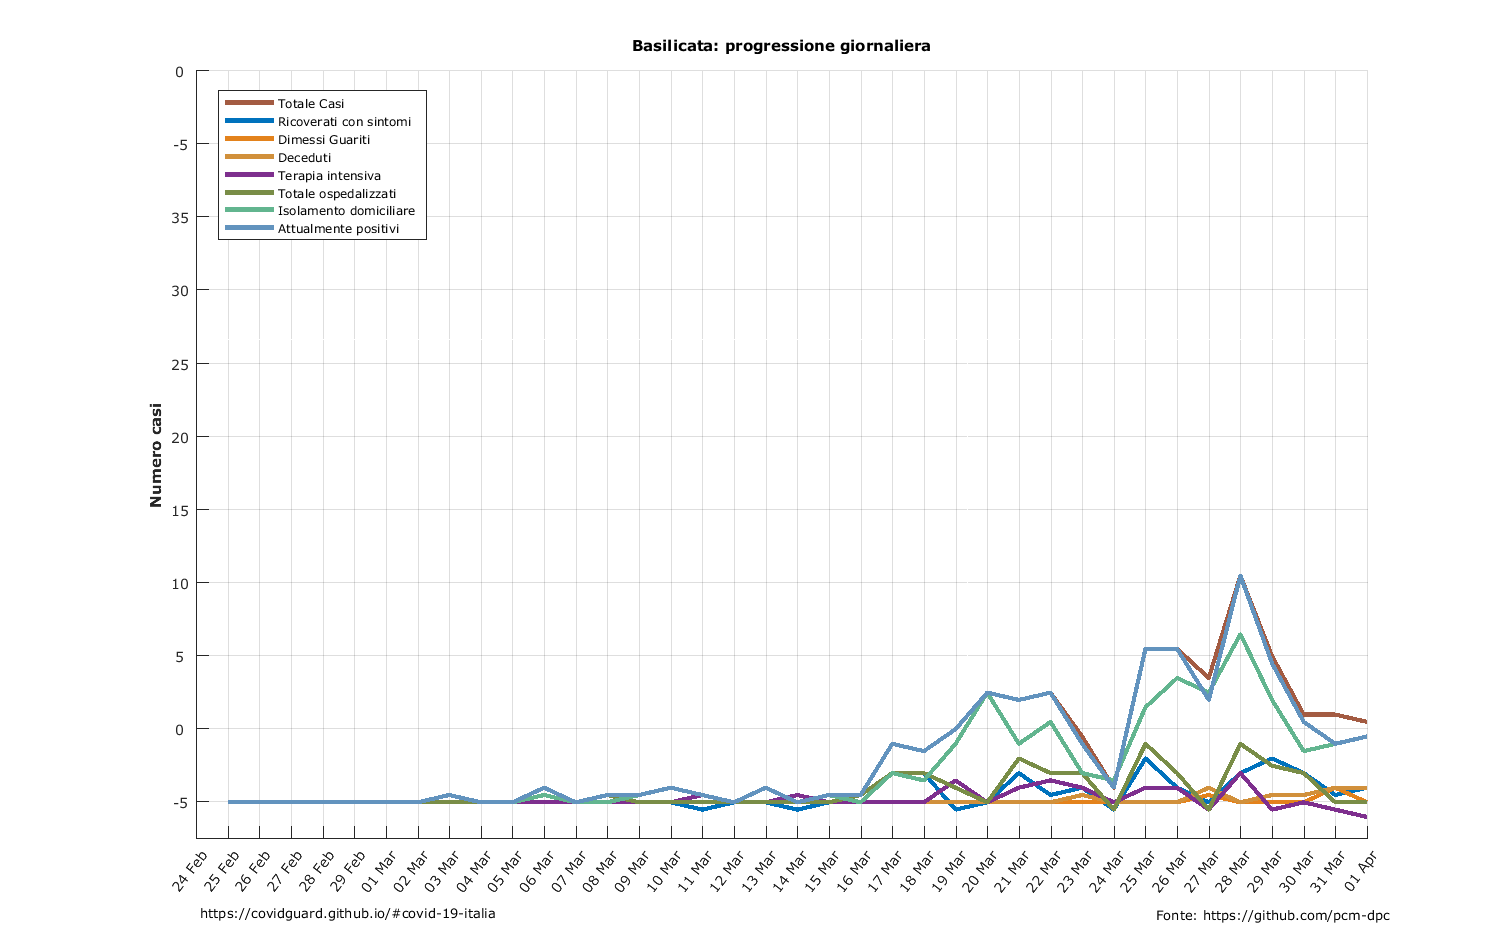 Basilicata: progressione giornaliera
0
-5
35
30
25
20
15
10
5
0
-5
Numero casi
Totale Casi
Ricoverati con sintomi
Dimessi Guariti
Deceduti
Terapia intensiva
Totale ospedalizzati
Isolamento domiciliare
Attualmente positivi
24 Feb
25 Feb
26 Feb
27 Feb
28 Feb
29 Feb
01 Mar
02 Mar
03 Mar
04 Mar
05 Mar
06 Mar
07 Mar
08 Mar
09 Mar
10 Mar
11 Mar
12 Mar
13 Mar
14 Mar
15 Mar
16 Mar
17 Mar
18 Mar
19 Mar
20 Mar
21 Mar
22 Mar
23 Mar
24 Mar
25 Mar
26 Mar
27 Mar
28 Mar
29 Mar
30 Mar
31 Mar
01 Apr
https://covidguard.github.io/#covid-19-italia
Fonte: https://github.com/pcm-dpc